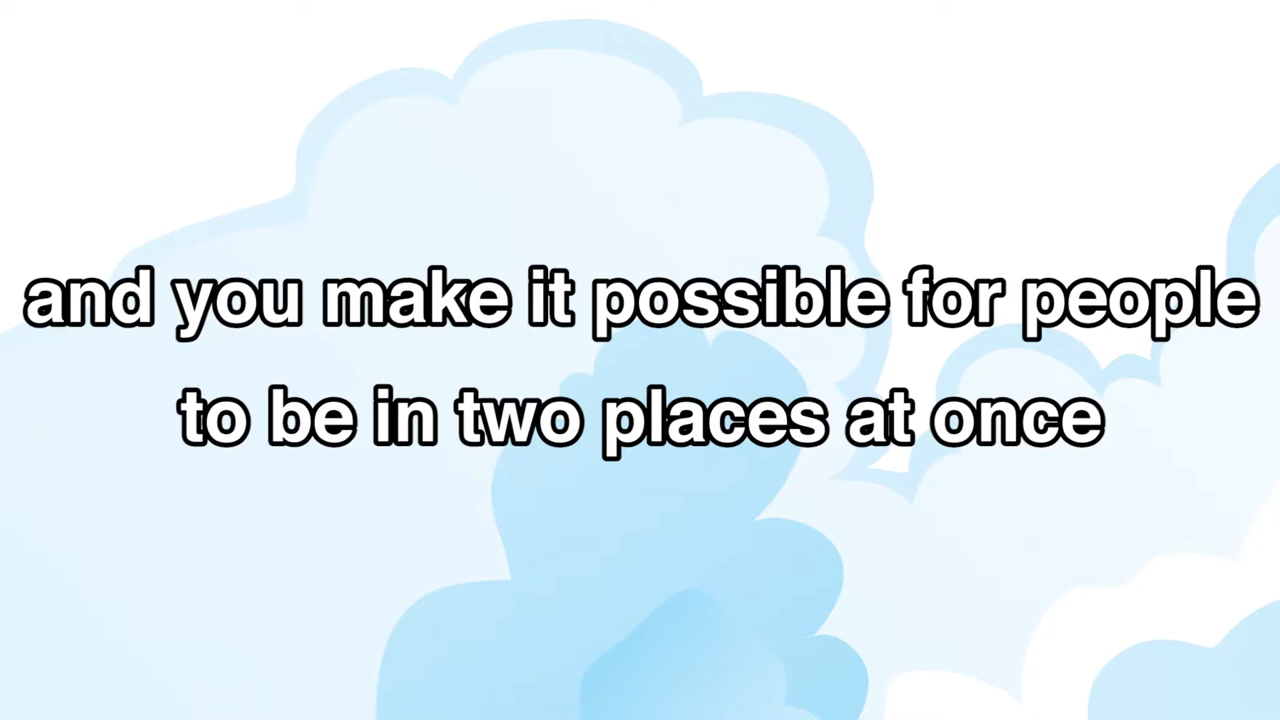 and you make it possible for people
to be in two places at once